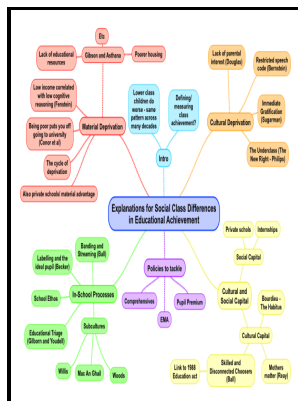 Explanations for Social Class Differences
in Educational Achievement
Intro
Lower class
children do
worse - same
pattern across
many decades
Defining/
measuring
class
achievement?
Material Deprivation
Gibson and Asthana
Lack of educational
resources
Poorer housing
Low income correlated
with low cognitive
reasoning (Feinstein)
Being poor puts you off
going to university
(Conor et al)
The cycle of
deprivation
Also private schools/ material advantage
Cultural Deprivation
Lack of parental
interest (Douglas)
Restricted speech
code (Bernstein)
Immediate
Gratification
(Sugarman)
The Underclass (The
New Right - Philips)
In-School Processes
Banding and
Streaming (Ball)
Labelling and the
ideal pupil (Becker)
School Ethos
Educational Triage
(Gilborn and Youdell)
Subcultures
Willis
Mac An Ghail
Woods
Policies to tackle
Comprehensives
EMA
Pupil Premium
Cultural and
Social Capital
Social Capital
Private schols
Internships
Bourdieu -
The Habitus
Cultural Capital
Mothers
matter (Reay)
Skilled and
Disconnected Choosers
(Ball)
Link to 1988
Education act